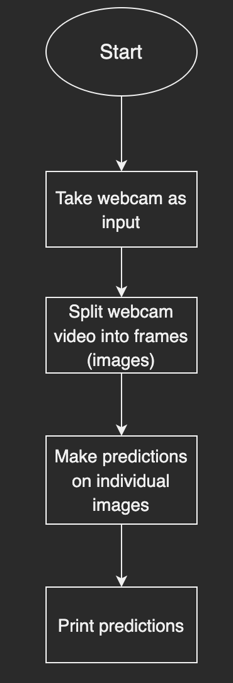 Start
Take webcam as
input
Split webcam
video into frames
(images)
Make predictions
on individual
images
Print predictions